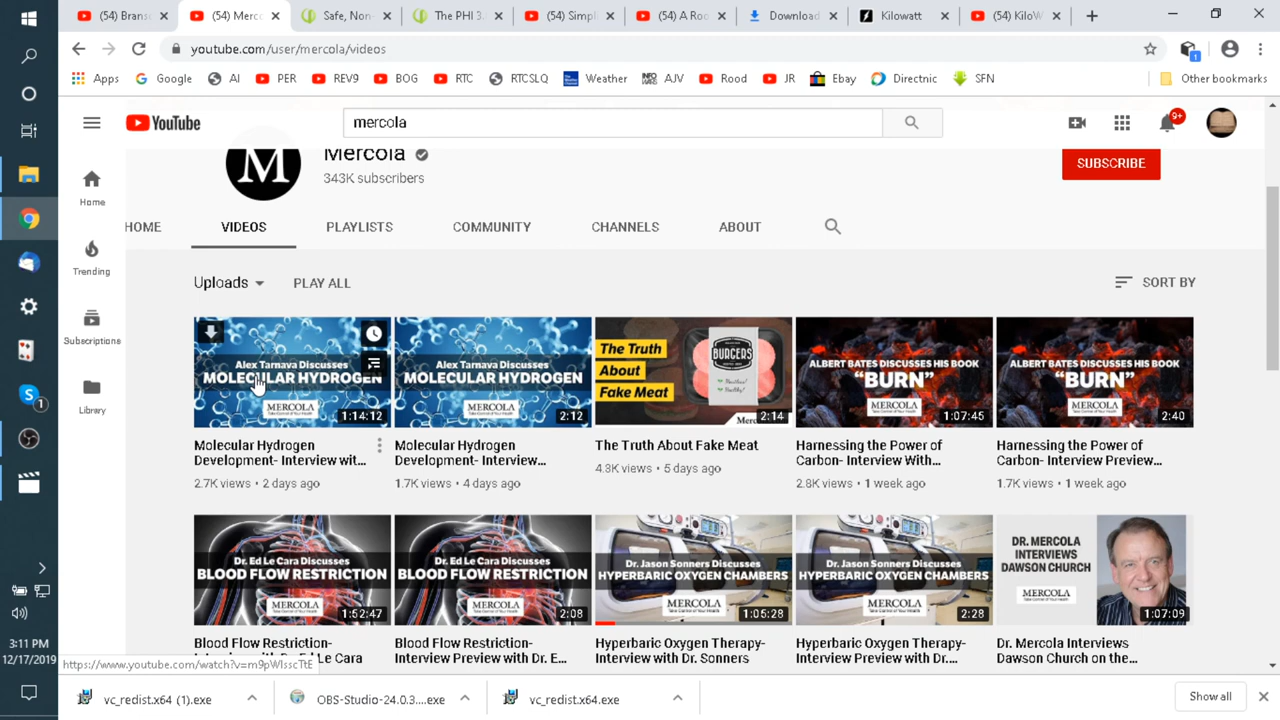 (54) Brans
(54) Merc
Safe, Non-
The PHI 3.
(54) Simpl
(54) A Roo
Download
Kilowatt
(54) KiloW
youtube.com/user/mercola/videos
1
Apps
Google
AI
PER
REV9
BOG
RTC
RTCSLQ
Weather
AJV
Rood
JR
Ebay
Directnic
SFN
Other bookmarks
YouTube
mercola
9+
M
Mercola
343K subscribers
SUBSCRIBE
HOME
VIDEOS
PLAYLISTS
COMMUNITY
CHANNELS
ABOUT
Home
Trending
Subscriptions
Library
Uploads
PLAY ALL
SORT BY
Alex Tarnava Discusses
MOLECULAR HYDROGEN
MERCOLA
1:14:12
Molecular Hydrogen
Development- Interview wit...
2.7K views • 2 days ago
Alex Tarnava Discusses
MOLECULAR HYDROGEN
MERCOLA
2:12
Molecular Hydrogen
Development- Interview...
1.7K views • 4 days ago
The Truth
About
Fake Meat
BURGERS
2:14
The Truth About Fake Meat
4.3K views • 5 days ago
ALBERT BATES DISCUSSES HIS BOOK
"BURN"
MERCOLA
1:07:45
Harnessing the Power of
Carbon- Interview With...
2.8K views • 1 week ago
ALBERT BATES DISCUSSES HIS BOOK
"BURN"
MERCOLA
2:40
Harnessing the Power of
Carbon- Interview Preview...
1.7K views • 1 week ago
Dr. Ed Le Cara Discusses
BLOOD FLOW RESTRICTION
MERCOLA
1:52:47
Blood Flow Restriction-
Interview with Dr. Ed Le Cara
Dr. Ed Le Cara Discusses
BLOOD FLOW RESTRICTION
MERCOLA
2:08
Blood Flow Restriction-
Interview Preview with Dr. E...
Dr. Jason Sonners Discusses
HYPERBARIC OXYGEN CHAMBERS
MERCOLA
1:05:28
Hyperbaric Oxygen Therapy-
Interview with Dr. Sonners
Dr. Jason Sonners Discusses
HYPERBARIC OXYGEN CHAMBERS
MERCOLA
2:28
Hyperbaric Oxygen Therapy-
Interview Preview with Dr. ...
DR. MERCOLA
INTERVIEWS
DAWSON CHURCH
MERCOLA
1:07:09
Dr. Mercola Interviews
Dawson Church on the...
1
3:11 PM
12/17/2019
https://www.youtube.com/watch?v=m9pWIsscTtE
vc_redist.x64 (1).exe
OBS-Studio-24.0.3....exe
vc_redist.x64.exe
Show all